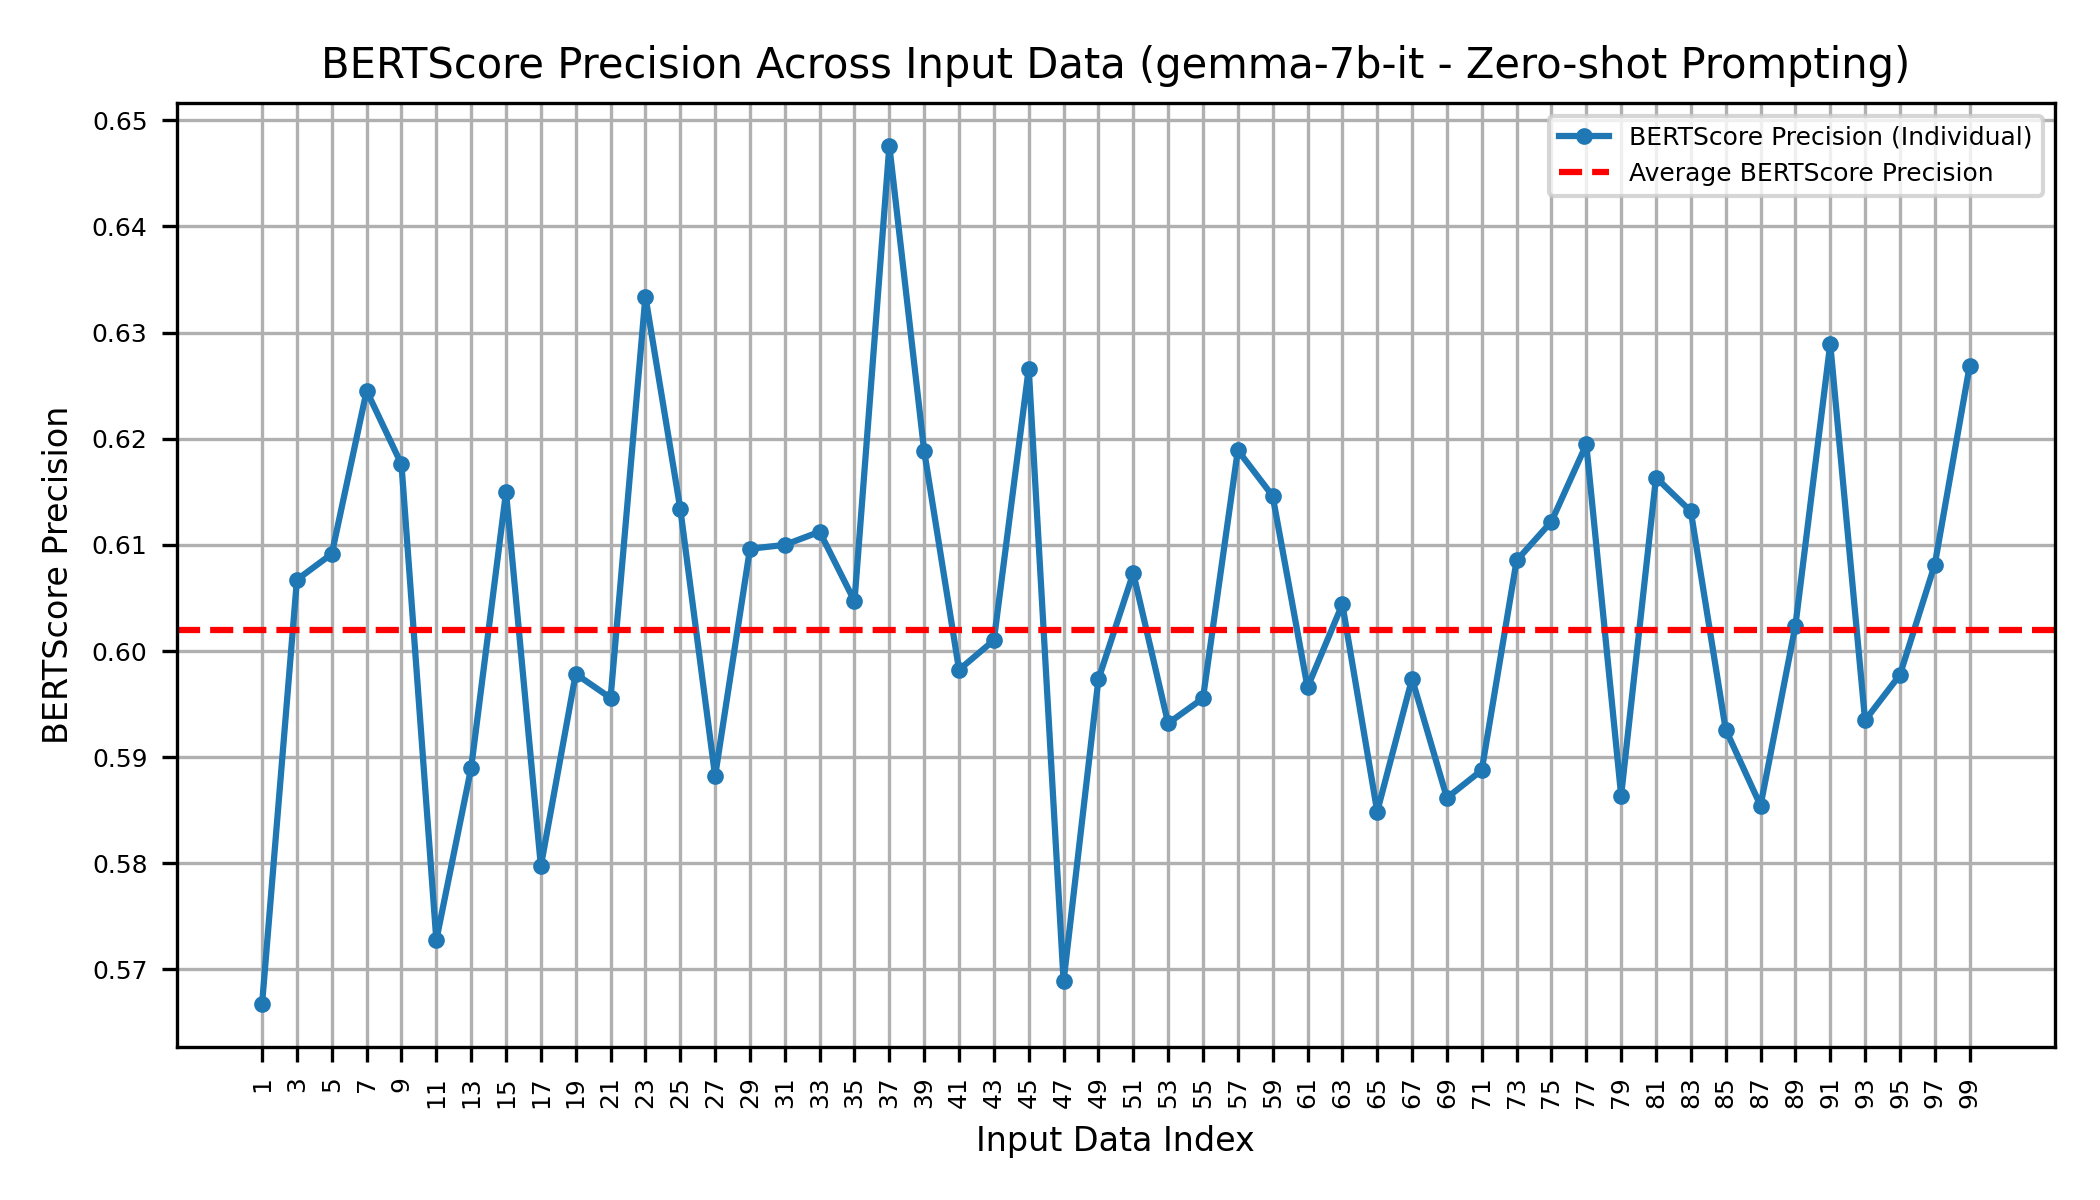 BERTScore Precision Across Input Data (gemma-7b-it - Zero-shot Prompting)
BERTScore Precision (Individual)
Average BERTScore Precision
BERTScore Precision
0.65
0.64
0.63
0.62
0.61
0.60
0.59
0.58
0.57
1 3 5 7 9 11 13 15 17 19 21 23 25 27 29 31 33 35 37 39 41 43 45 47 49 51 53 55 57 59 61 63 65 67 69 71 73 75 77 79 81 83 85 87 89 91 93 95 97 99
Input Data Index